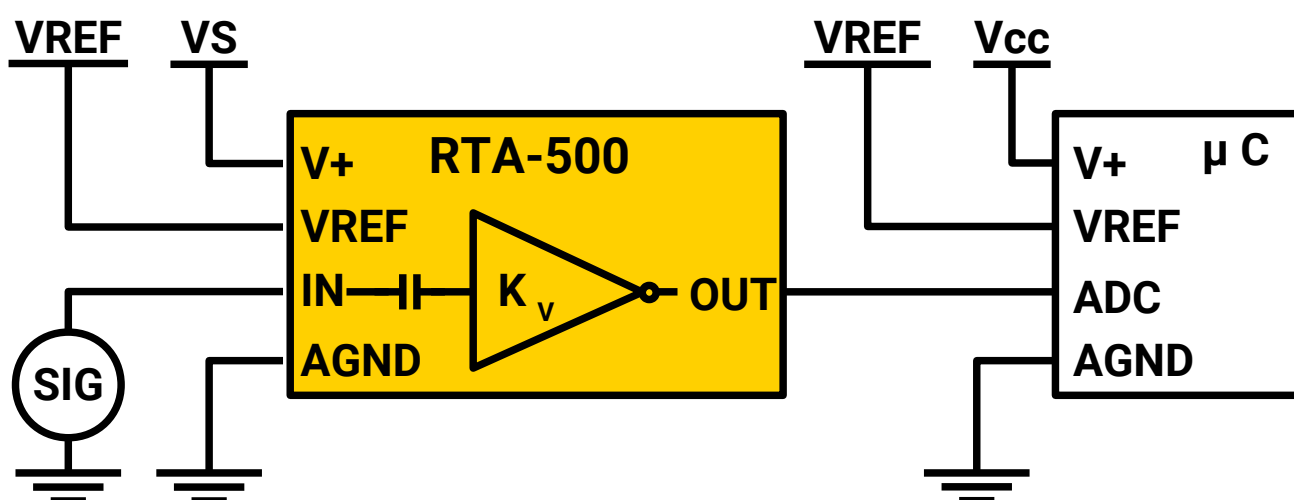 VREF VS VREF Vcc
RTA-500 µ C
V+ V+
VREF VREF
IN K V OUT ADC
AGND AGND
SIG